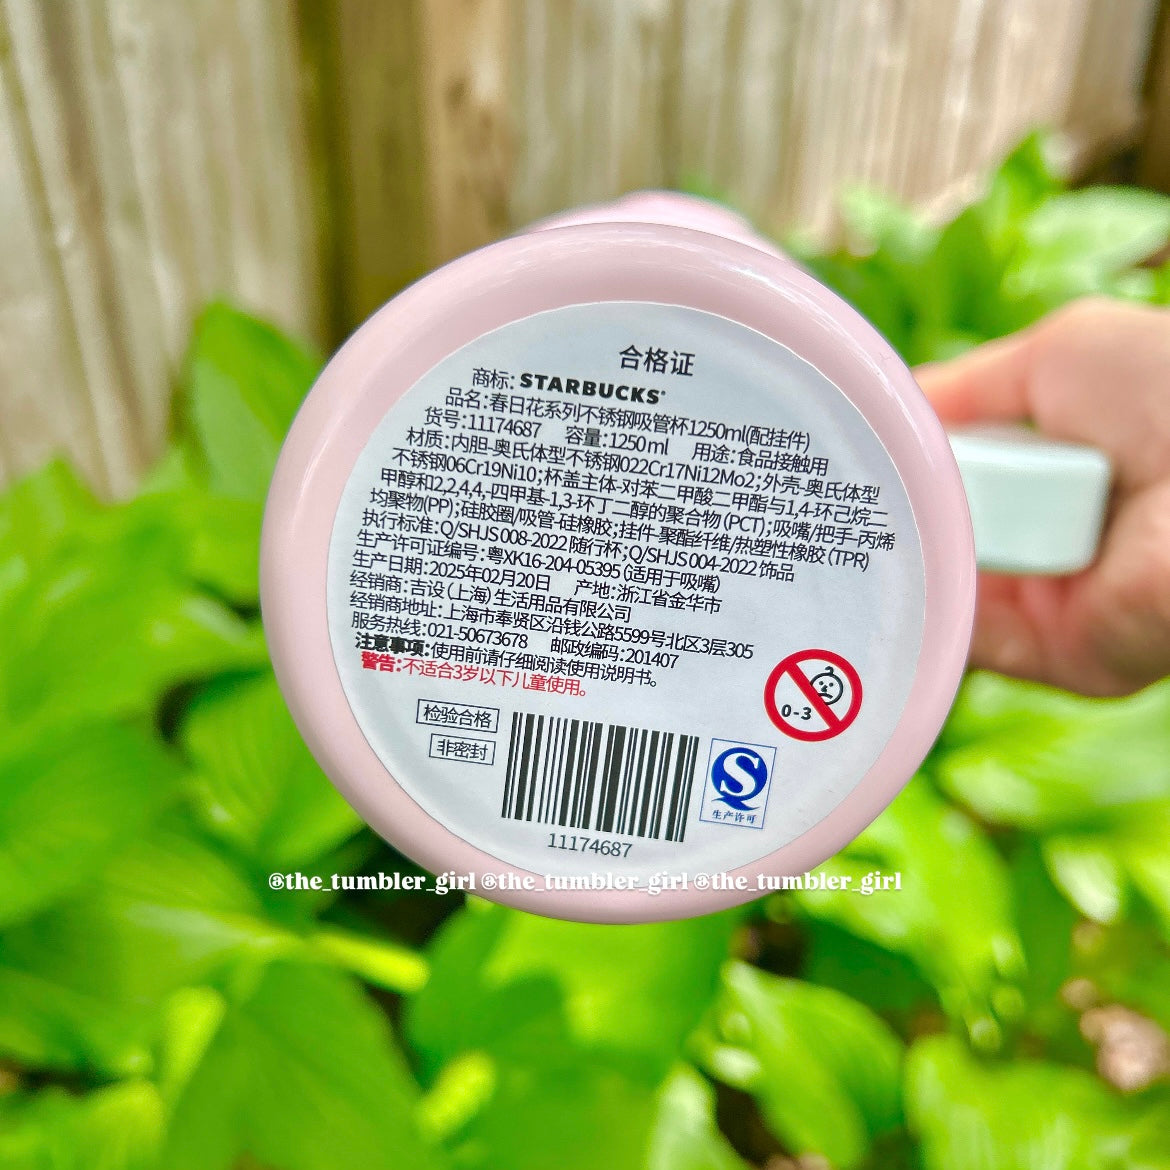 合格证
商标：STARBUCKS®
品名：春日花系列不锈钢吸管杯1250ml(配挂件)
货号：11174687 容量：1250ml 用途：食品接触用
材质：内胆-奥氏体型不锈钢022Cr17Ni12Mo2；外壳-奥氏体型
不锈钢06Cr19Ni10；杯盖主体-对苯二甲酸二甲酯与1,4-环己烷二
甲醇和2,2,4,4,-四甲基-1,3-环丁二醇的聚合物(PCT)；吸嘴/把手-丙烯
均聚物(PP)；硅胶圈/吸管-硅橡胶；挂件-聚酯纤维/热塑性橡胶(TPR)
执行标准：Q/SHJS 008-2022 随行杯；Q/SHJS 004-2022 饰品
生产许可证编号：粤XK16-204-05395 (适用于吸嘴)
生产日期：2025年02月20日 产地：浙江省金华市
经销商：吉设(上海)生活用品有限公司
经销商地址：上海市奉贤区沿钱公路5599号北区3层305
服务热线：021-50673678 邮政编码：201407
注意事项：使用前请仔细阅读使用说明书。
警告：不适合3岁以下儿童使用。
0-3
检验合格
非密封
11174687
S
生产许可
@the_tumbler_girl @the_tumbler_girl @the_tumbler_girl